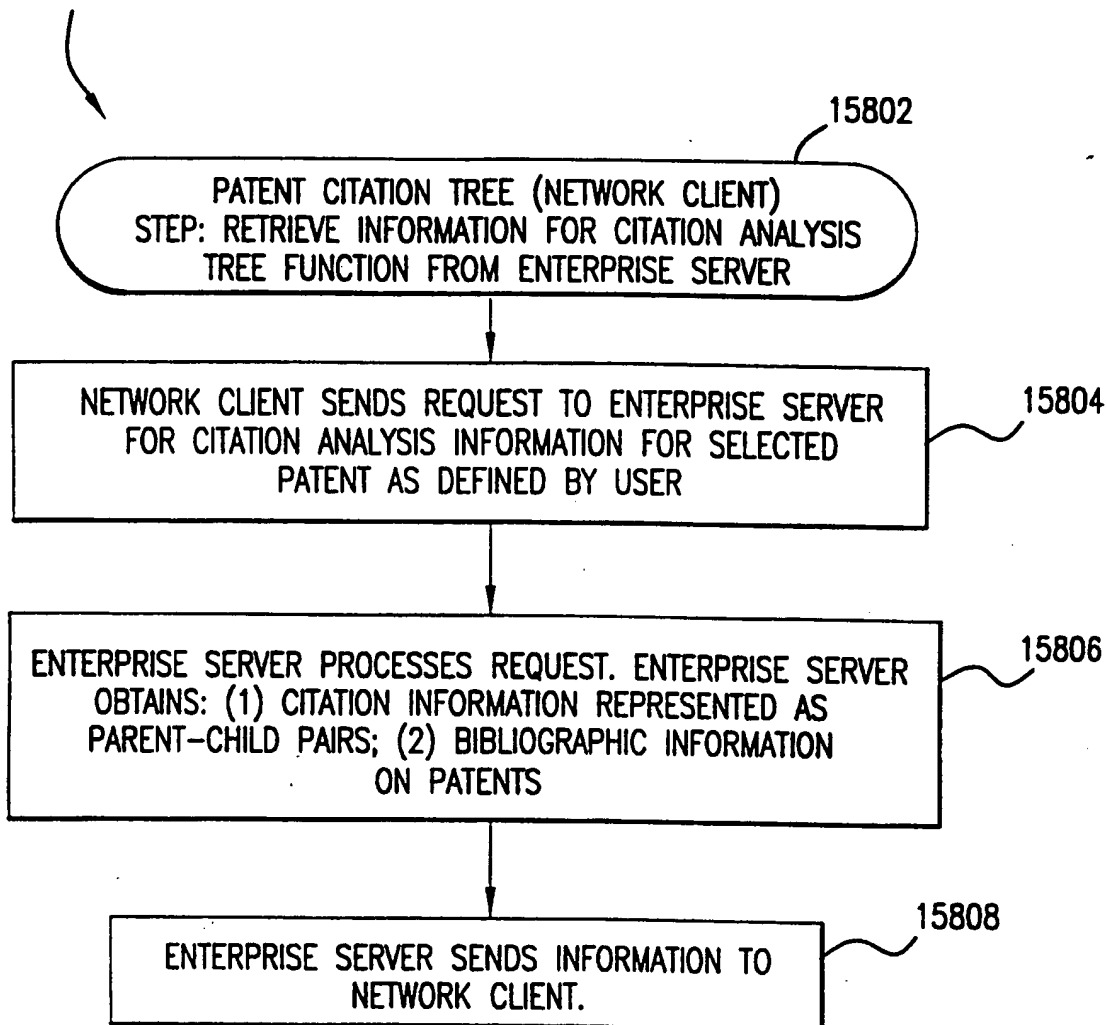 15802
PATENT CITATION TREE (NETWORK CLIENT)
STEP: RETRIEVE INFORMATION FOR CITATION ANALYSIS
TREE FUNCTION FROM ENTERPRISE SERVER
NETWORK CLIENT SENDS REQUEST TO ENTERPRISE SERVER
FOR CITATION ANALYSIS INFORMATION FOR SELECTED
PATENT AS DEFINED BY USER
15804
ENTERPRISE SERVER PROCESSES REQUEST. ENTERPRISE SERVER
OBTAINS: (1) CITATION INFORMATION REPRESENTED AS
PARENT-CHILD PAIRS; (2) BIBLIOGRAPHIC INFORMATION
ON PATENTS
15806
ENTERPRISE SERVER SENDS INFORMATION TO
NETWORK CLIENT.
15808